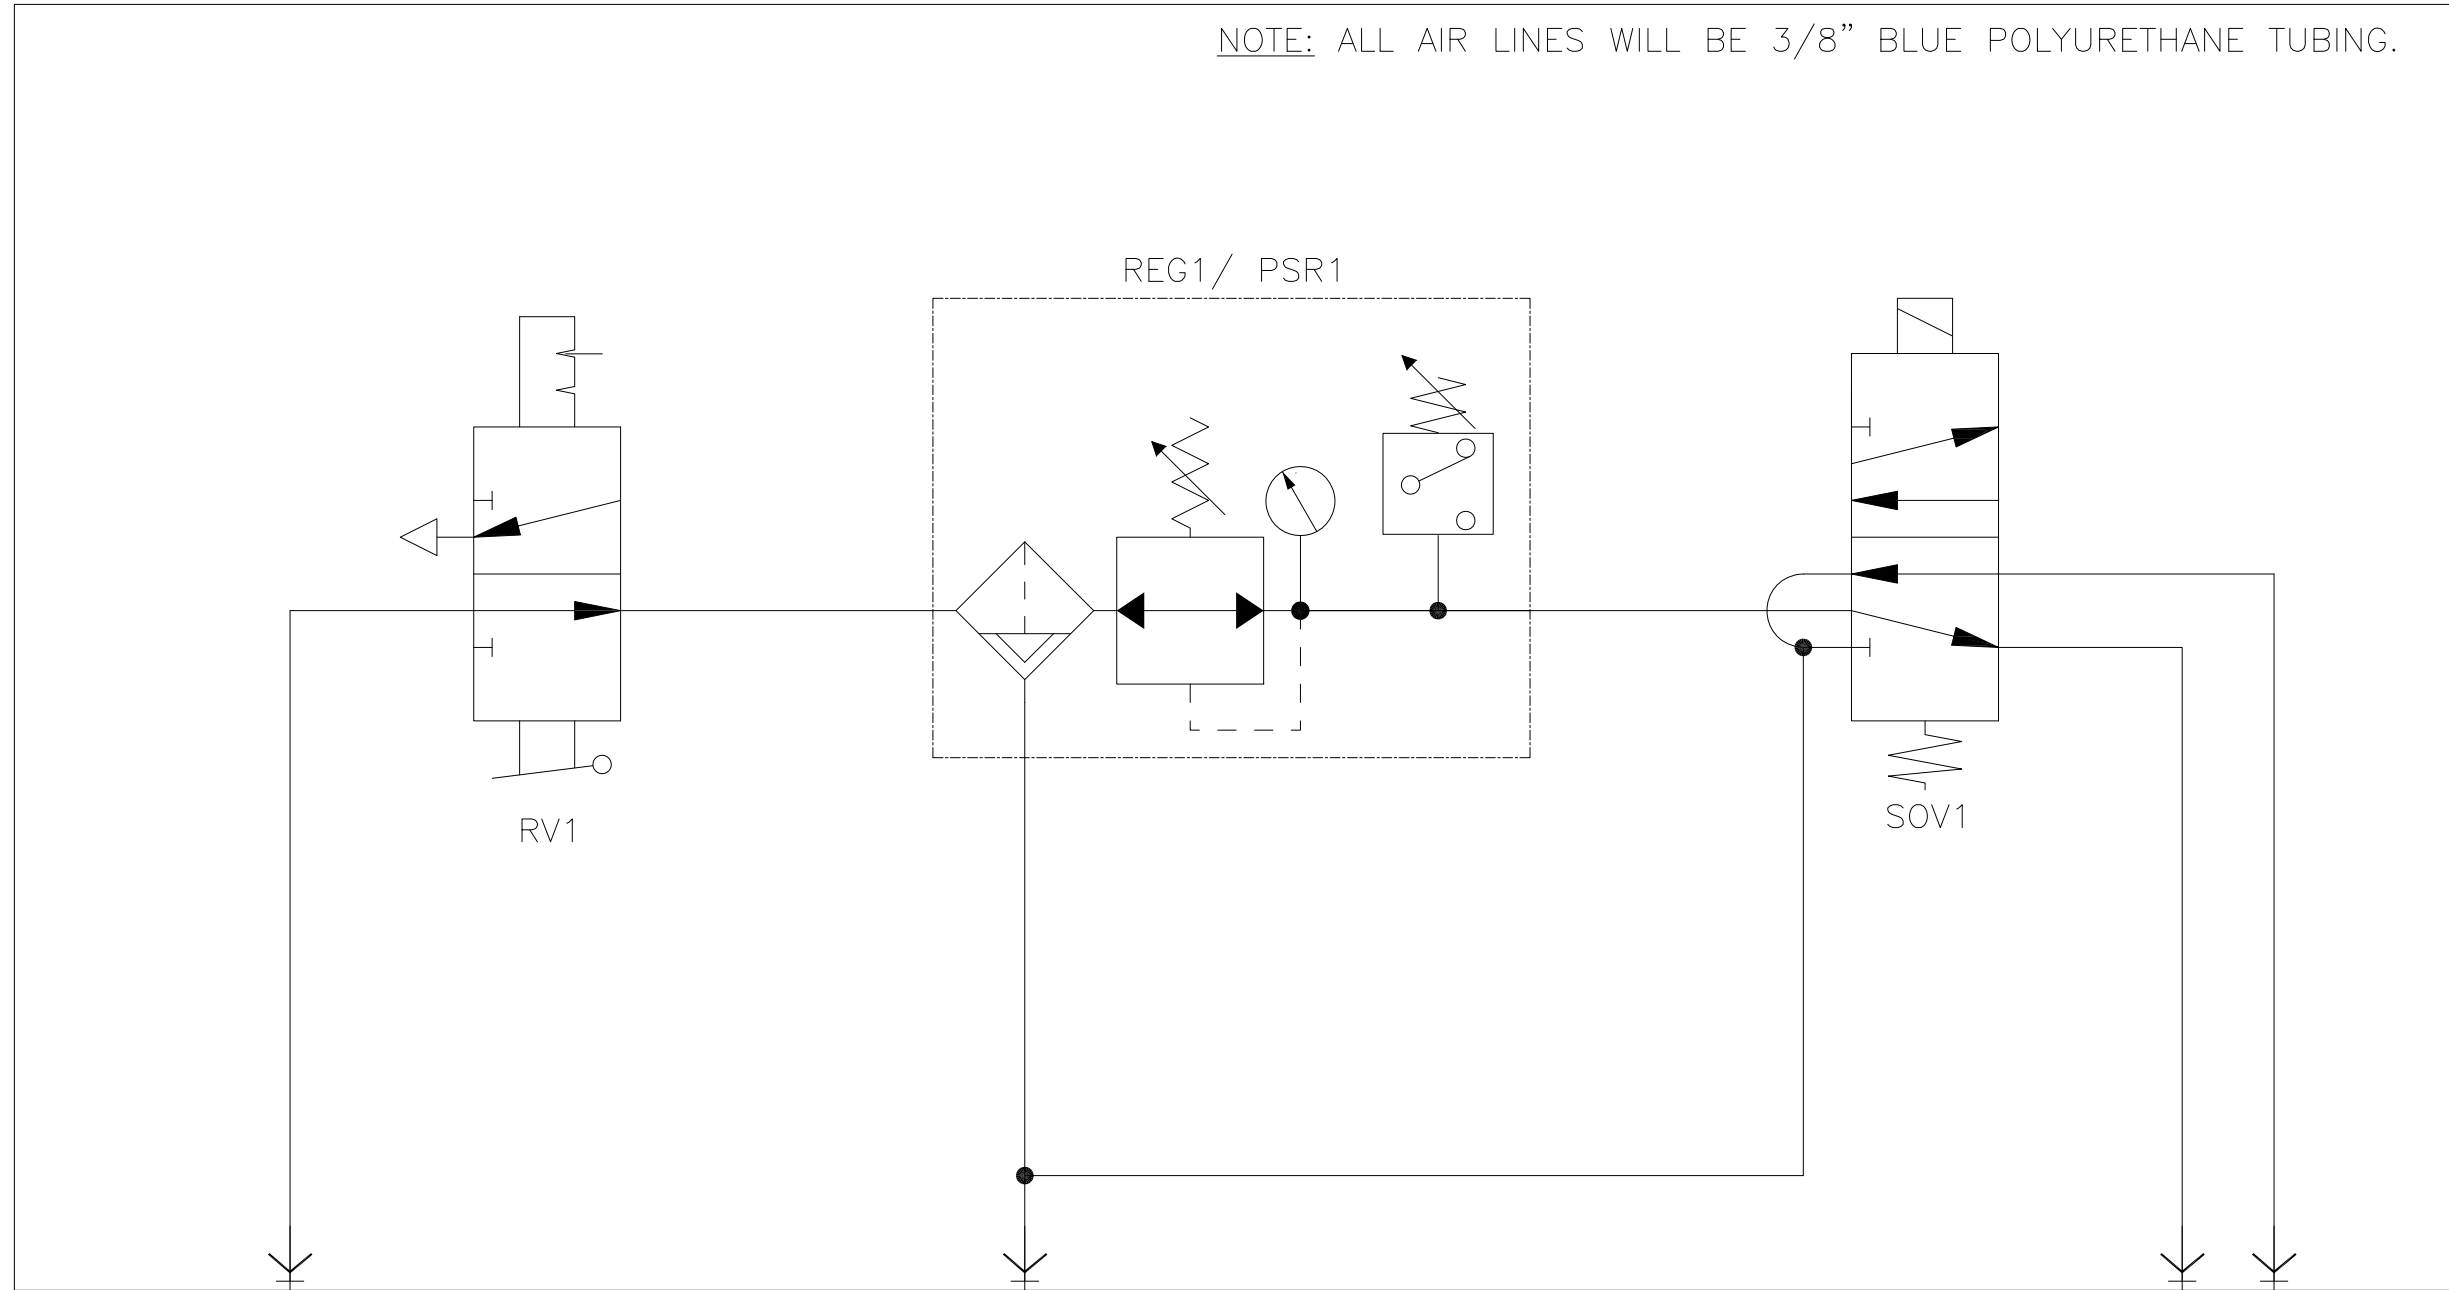 NOTE: ALL AIR LINES WILL BE 3/8” BLUE POLYURETHANE TUBING.
REG1/ PSR1
RV1
SOV1